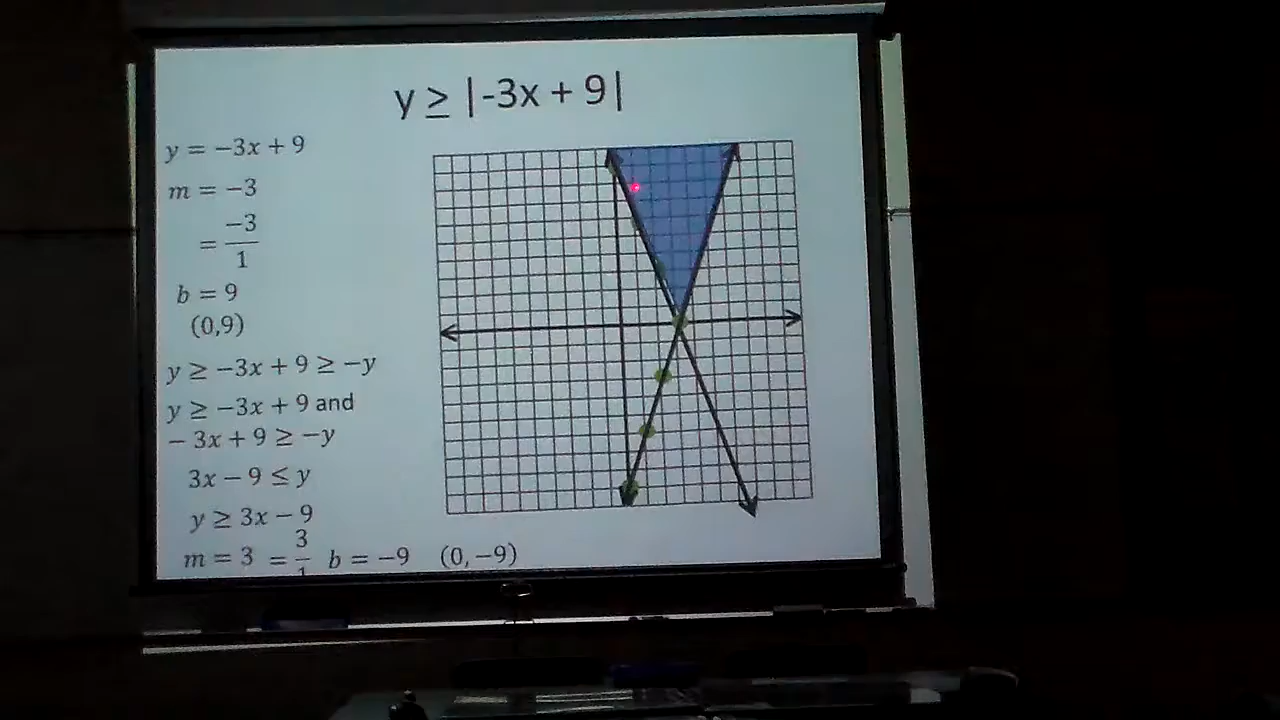 y ≥ |-3x + 9|
y = −3x + 9
m = −3
= −3/1
b = 9
(0,9)
y ≥ −3x + 9 ≥ −y
y ≥ −3x + 9 and
− 3x + 9 ≥ −y
3x − 9 ≤ y
y ≥ 3x − 9
m = 3 = 3/1 b = −9 (0, −9)